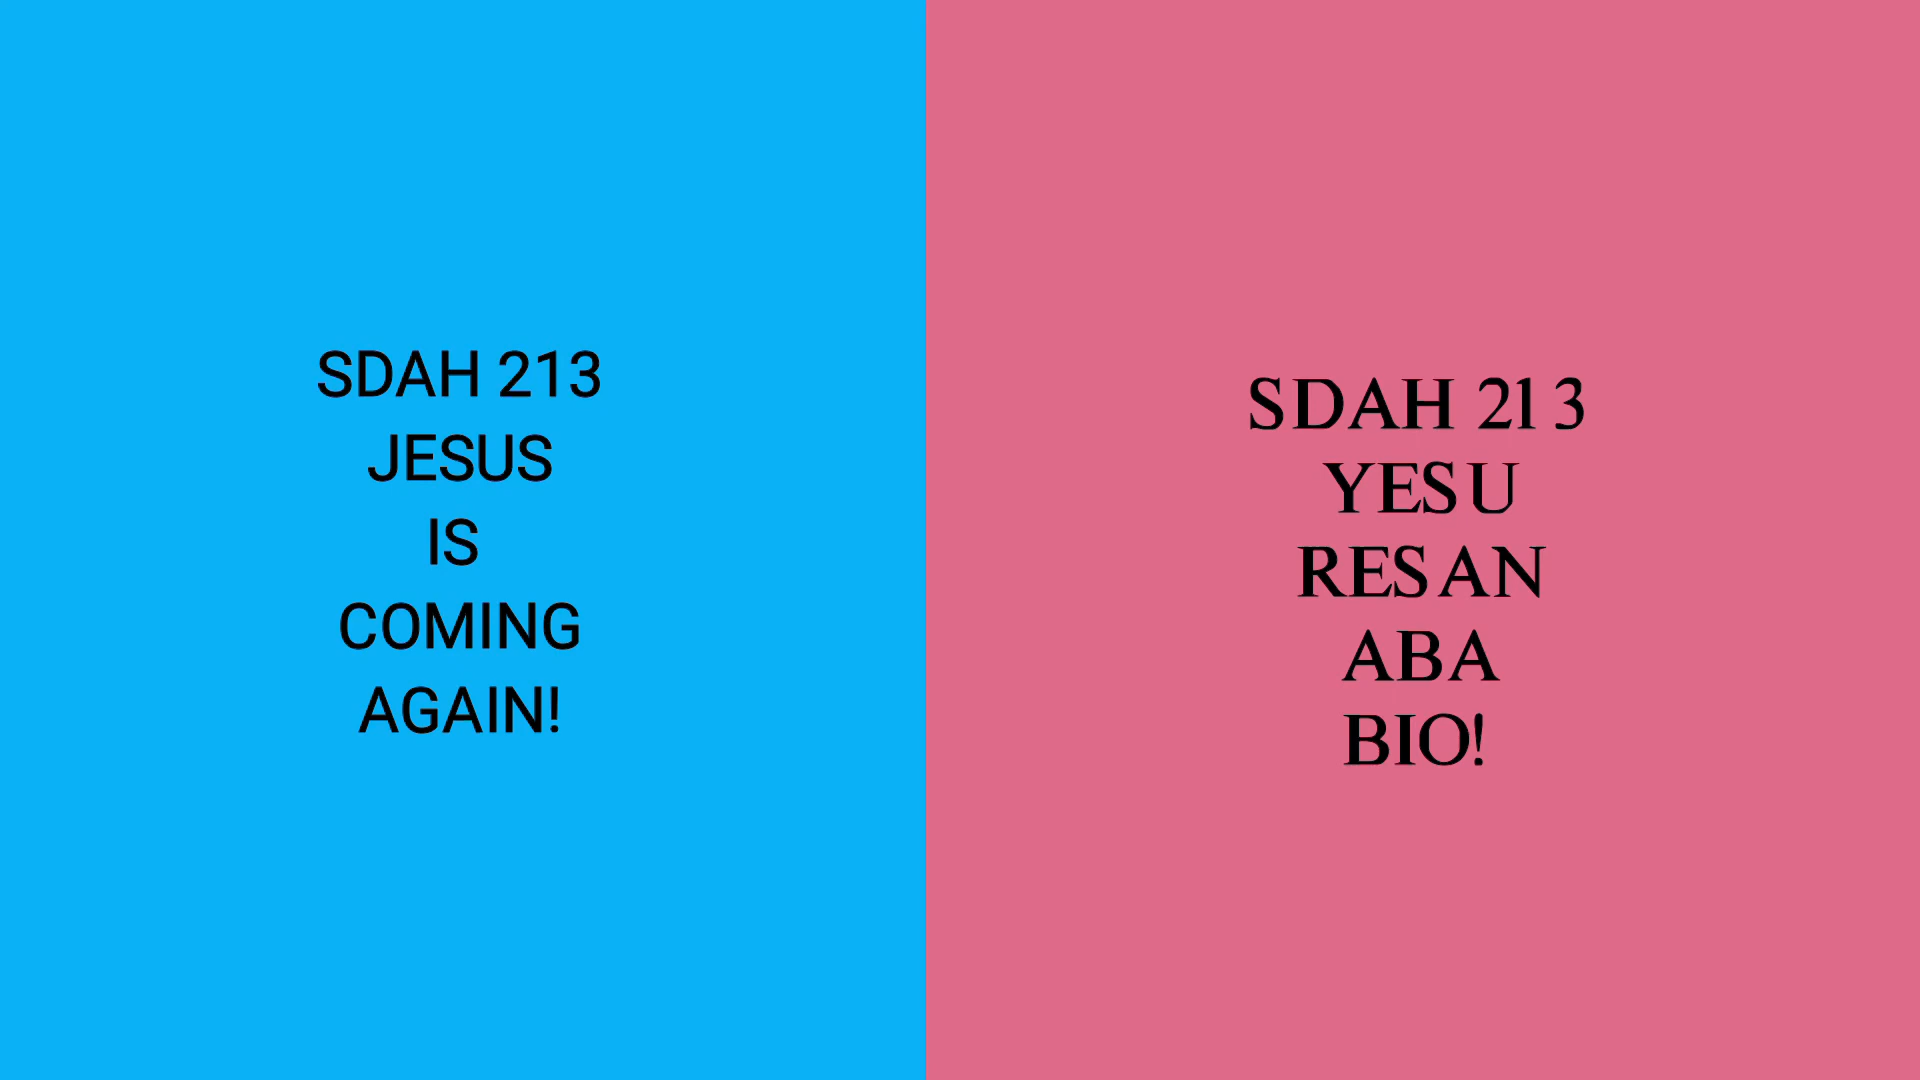 SDAH 213
JESUS
IS
COMING
AGAIN!
SDAH 213
YESU
RESAN
ABA
BIO!